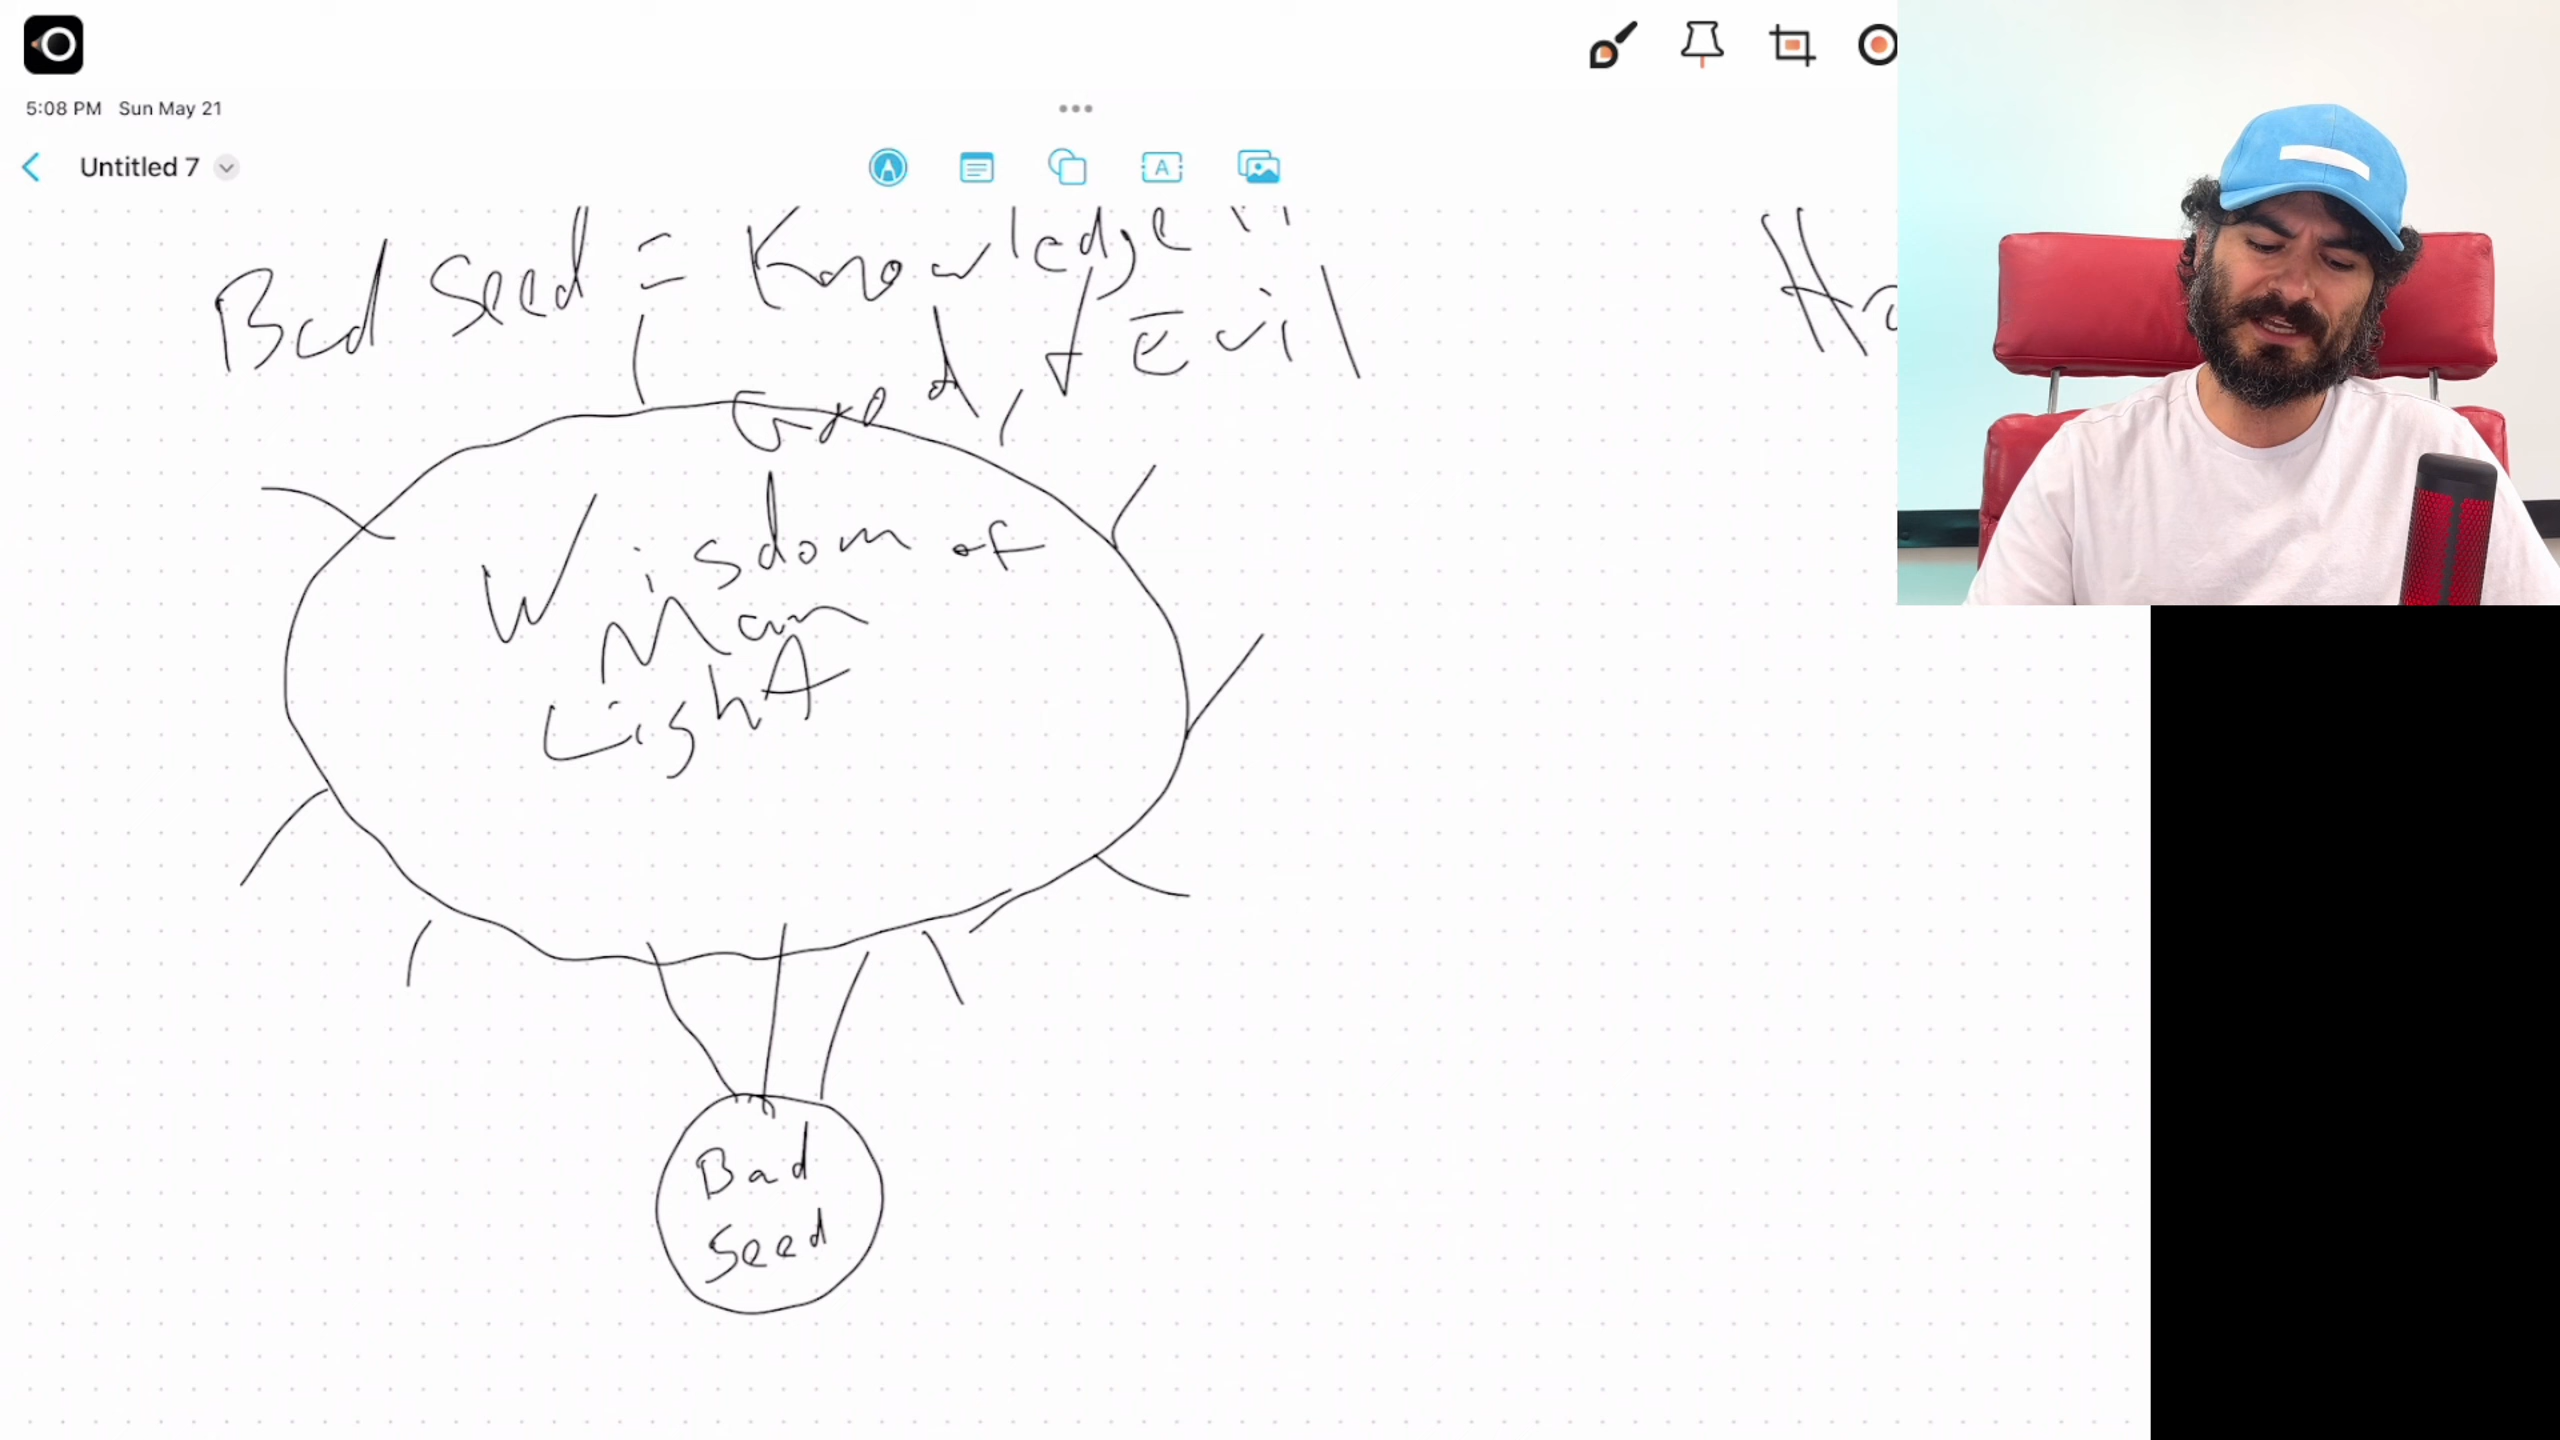 5:08 PM Sun May 21
Untitled 7
A
Bad Seed = Knowledge
Good, & Evil
Wisdom of
Man
Light
Bad
Seed